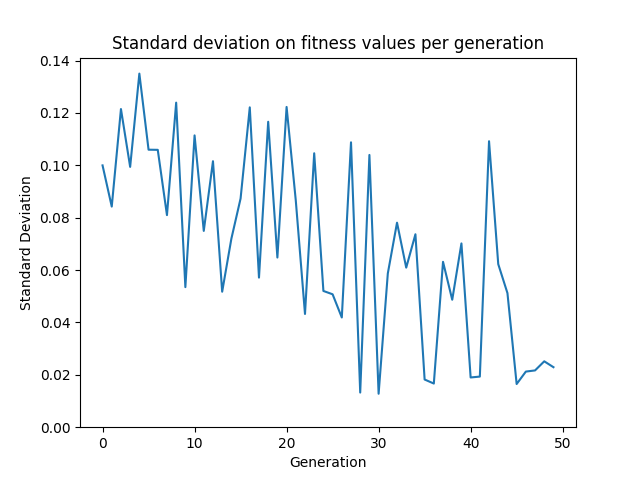 Standard deviation on fitness values per generation
0.14
0.12
0.10
0.08
0.06
0.04
0.02
0.00
Standard Deviation
0 10 20 30 40 50
Generation